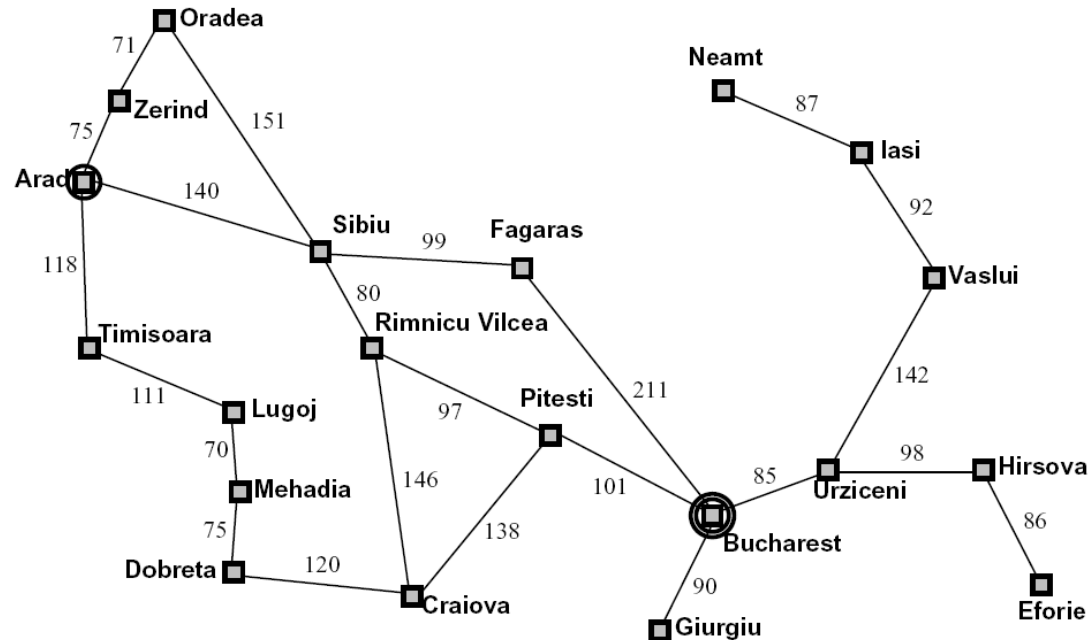 Oradea
71
Neamt
87
Zerind
151
75
Iasi
Arad
140
92
Sibiu
Fagaras
99
118
80
Vaslui
Timisoara
Rimnicu Vilcea
142
111
211
Lugoj
97
Pitesti
70
98
Hirsova
85
Mehadia
146
101
Urziceni
75
138
86
Bucharest
Dobreta
120
90
Craiova
Eforie
Giurgiu